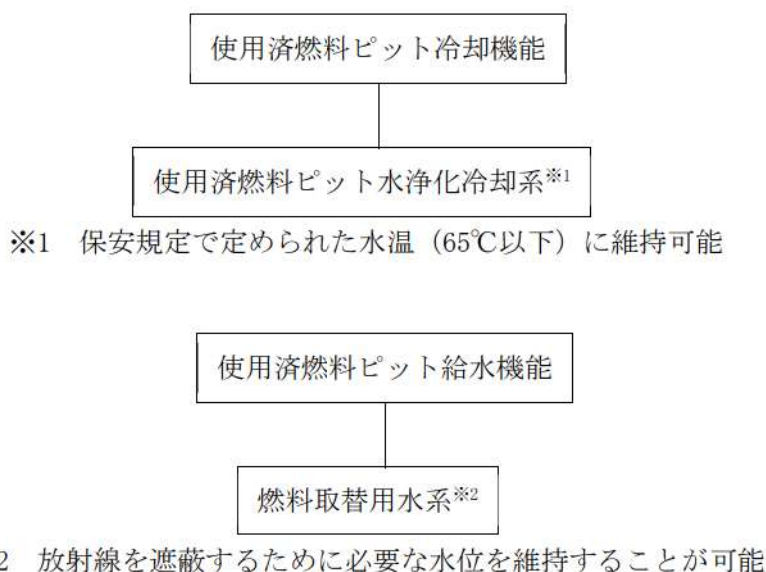 使用済燃料ピット冷却機能
使用済燃料ピット水浄化冷却系※1
※1　保安規定で定められた水温（65℃以下）に維持可能
使用済燃料ピット給水機能
燃料取替用水系※2
2　放射線を遮蔽するために必要な水位を維持することが可能